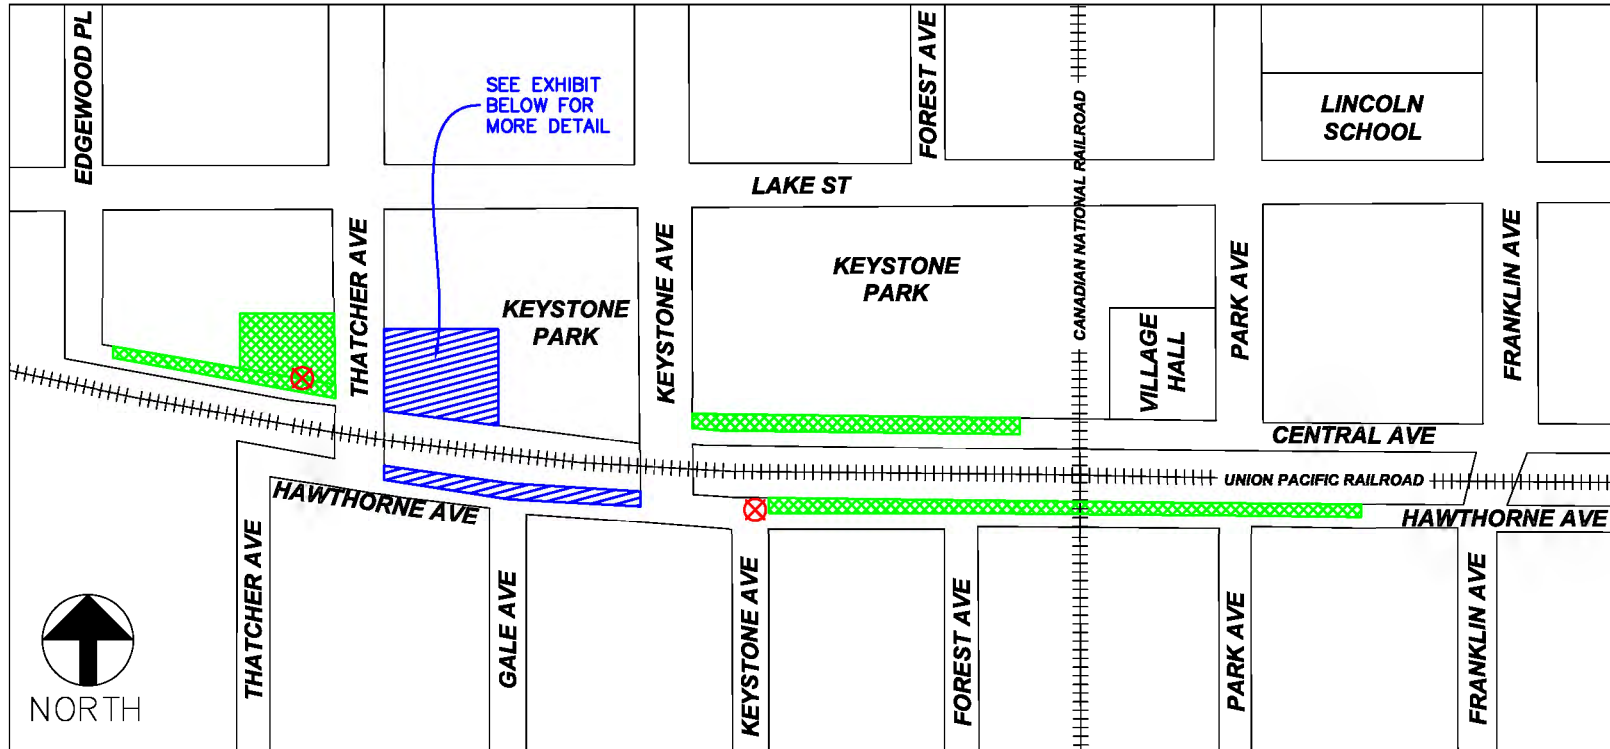 EDGEWOOD PL
SEE EXHIBIT
BELOW FOR
MORE DETAIL
FOREST AVE
CANADIAN NATIONAL RAILROAD
LINCOLN
SCHOOL
LAKE ST
THATCHER AVE
KEYSTONE
PARK
KEYSTONE AVE
KEYSTONE
PARK
VILLAGE
HALL
PARK AVE
FRANKLIN AVE
CENTRAL AVE
UNION PACIFIC RAILROAD
HAWTHORNE AVE
HAWTHORNE AVE
THATCHER AVE
GALE AVE
KEYSTONE AVE
FOREST AVE
PARK AVE
FRANKLIN AVE
NORTH